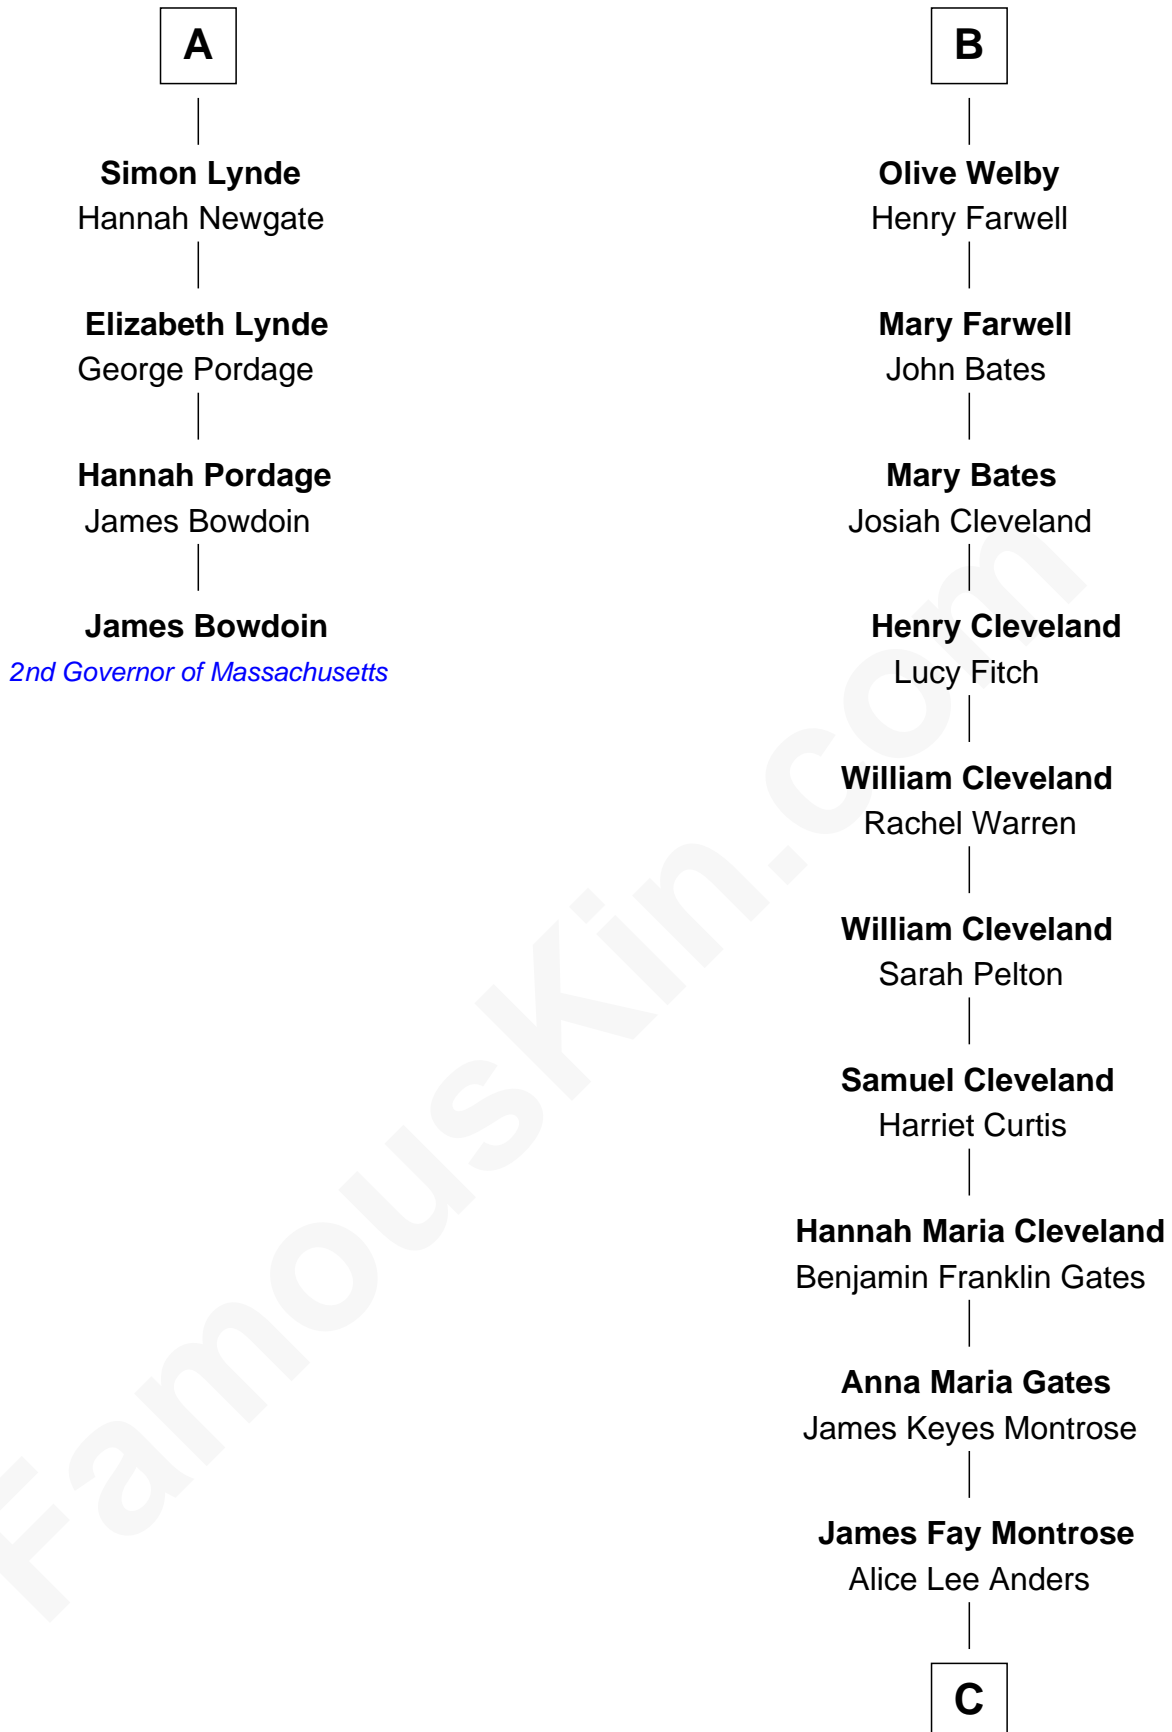 A
Simon Lynde
Hannah Newgate
Elizabeth Lynde
George Pordage
Hannah Pordage
James Bowdoin
James Bowdoin
2nd Governor of Massachusetts
B
Olive Welby
Henry Farwell
Mary Farwell
John Bates
Mary Bates
Josiah Cleveland
Henry Cleveland
Lucy Fitch
William Cleveland
Rachel Warren
William Cleveland
Sarah Pelton
Samuel Cleveland
Harriet Curtis
Hannah Maria Cleveland
Benjamin Franklin Gates
Anna Maria Gates
James Keyes Montrose
James Fay Montrose
Alice Lee Anders
C
FamousKin.com